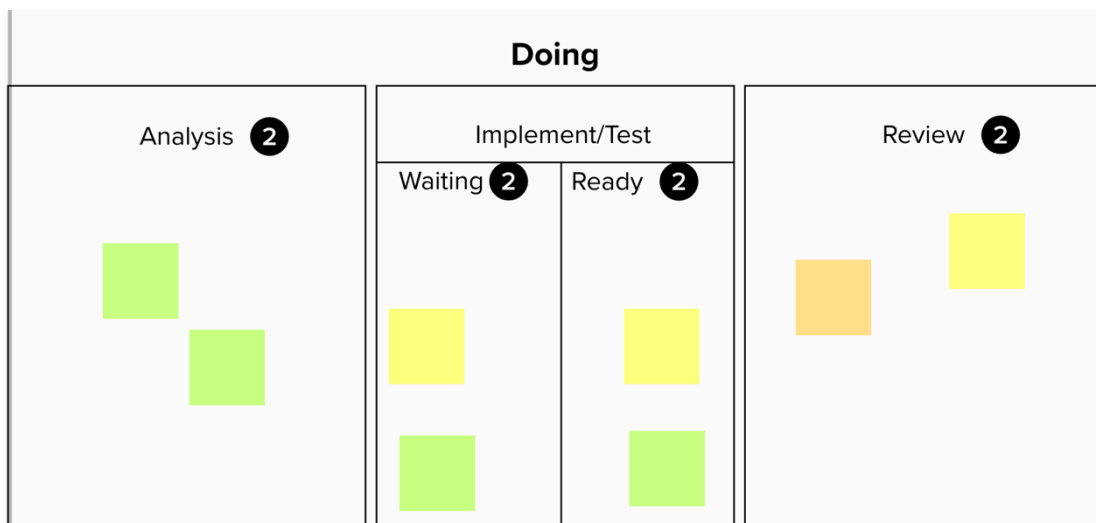 Doing
Analysis 2
Implement/Test
Waiting 2
Ready 2
Review 2